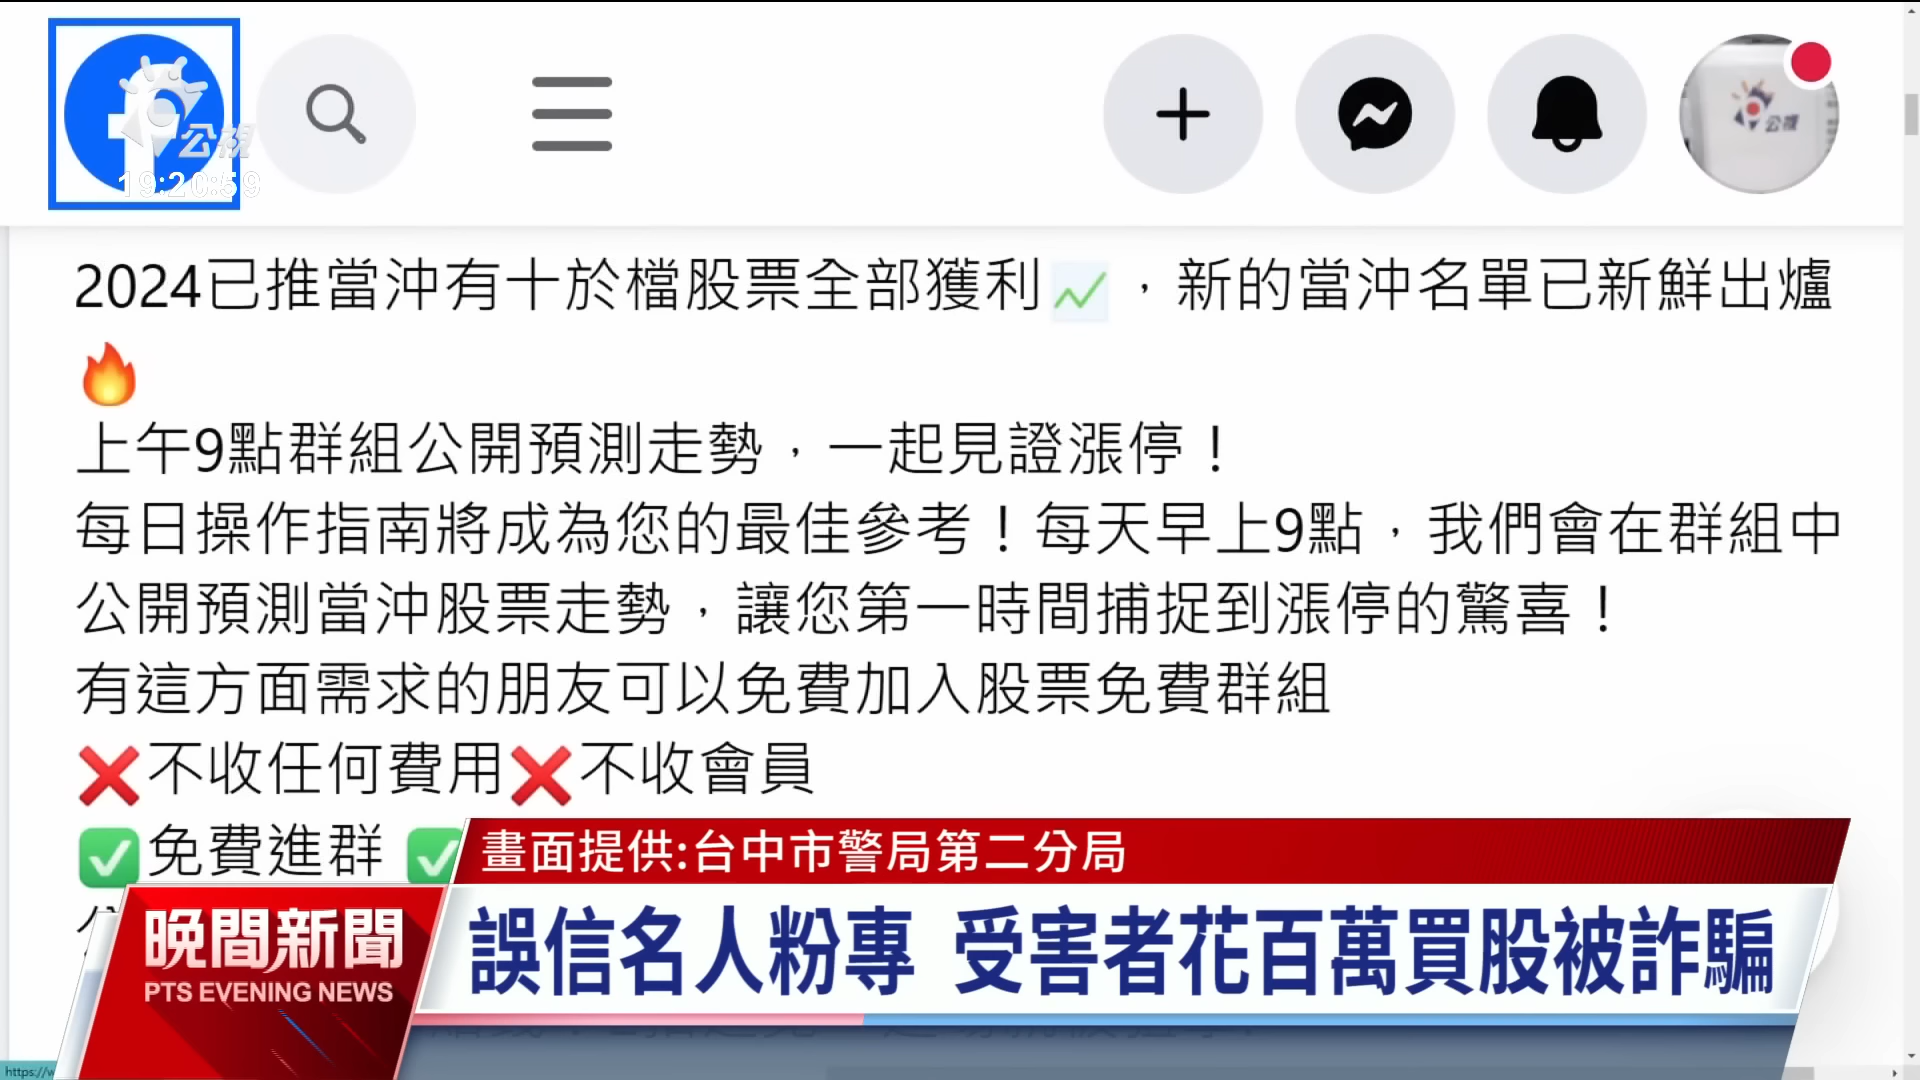 公視
19:20:59
公視
2024已推當沖有十於檔股票全部獲利📈，新的當沖名單已新鮮出爐
🔥
上午9點群組公開預測走勢，一起見證漲停！
每日操作指南將成為您的最佳參考！每天早上9點，我們會在群組中
公開預測當沖股票走勢，讓您第一時間捕捉到漲停的驚喜！
有這方面需求的朋友可以免費加入股票免費群組
❌不收任何費用❌不收會員
✅免費進群 ✅
畫面提供:台中市警局第二分局
晚間新聞
PTS EVENING NEWS
誤信名人粉專 受害者花百萬買股被詐騙
https://w